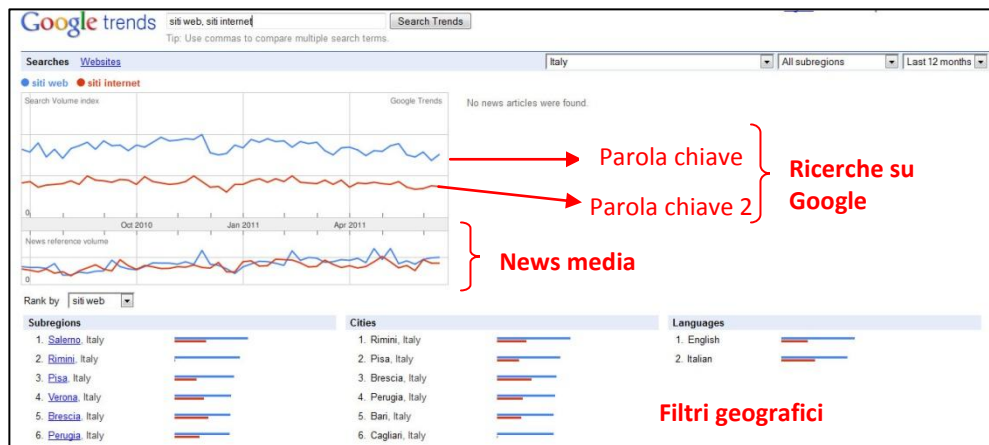 Google trends siti web, siti internet Search Trends
Tip: Use commas to compare multiple search terms.
Searches Websites Italy All subregions Last 12 months
siti web siti internet
Search Volume index Google Trends
No news articles were found.
Parola chiave
Parola chiave 2
Ricerche su
Google
0
Oct 2010 Jan 2011 Apr 2011
News reference volume
0
News media
Rank by siti web
Subregions
1. Salerno, Italy
2. Rimini, Italy
3. Pisa, Italy
4. Verona, Italy
5. Brescia, Italy
6. Perugia, Italy
Cities
1. Rimini, Italy
2. Pisa, Italy
3. Brescia, Italy
4. Perugia, Italy
5. Bari, Italy
6. Cagliari, Italy
Languages
1. English
2. Italian
Filtri geografici